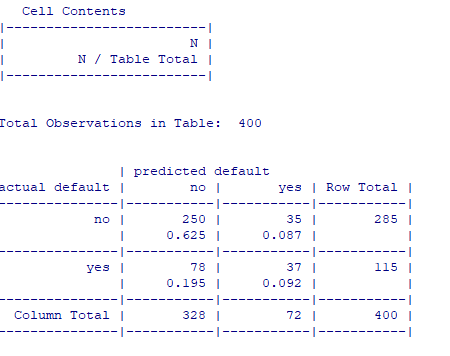 Cell Contents
|-------------------------|
|                       N |
|         N / Table Total |
|-------------------------|
Total Observations in Table:  400
               | predicted default
actual default |        no |       yes | Row Total |
---------------|-----------|-----------|-----------|
            no |       250 |        35 |       285 |
               |     0.625 |     0.087 |           |
---------------|-----------|-----------|-----------|
           yes |        78 |        37 |       115 |
               |     0.195 |     0.092 |           |
---------------|-----------|-----------|-----------|
  Column Total |       328 |        72 |       400 |
---------------|-----------|-----------|-----------|